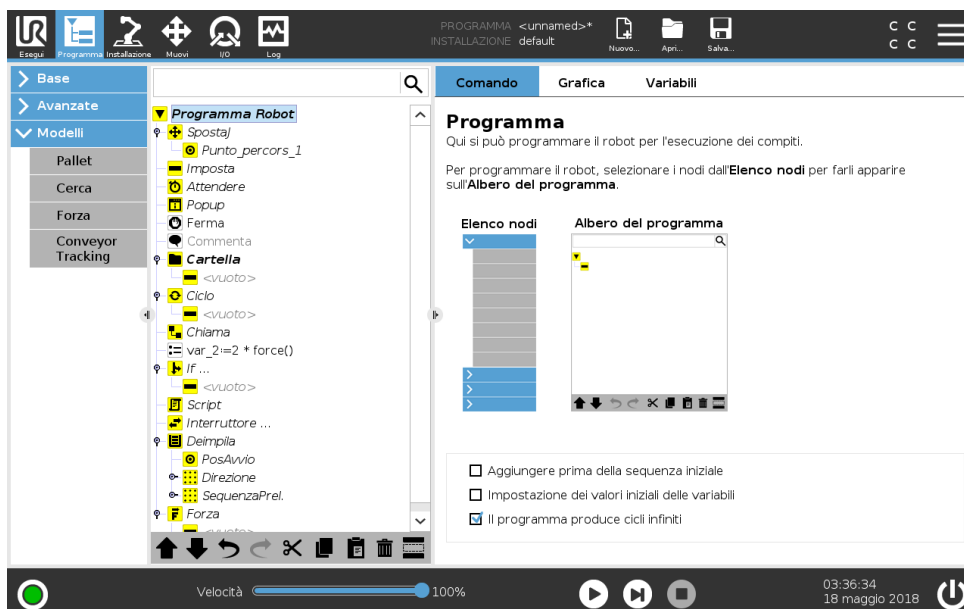 UR
PROGRAMMA <unnamed>*
INSTALLAZIONE default
C C
C C
Esegui Programma Installazione Muovi I/O Log Nuovo... Apri... Salva...
Base
Avanzate
Modelli
Pallet
Cerca
Forza
Conveyor
Tracking
Programma Robot
SpostaJ
Punto_percors_1
Imposta
Attendere
Popup
Ferma
Commenta
Cartella
<vuoto>
Ciclo
<vuoto>
Chiama
var_2:=2 * force()
If ...
<vuoto>
Script
Interruttore ...
Deimpila
PosAvvio
Direzione
SequenzaPrel.
Forza
<vuoto>
Comando Grafica Variabili
Programma
Qui si può programmare il robot per l'esecuzione dei compiti.
Per programmare il robot, selezionare i nodi dall'Elenco nodi per farli apparire
sull'Albero del programma.
Elenco nodi Albero del programma
Aggiungere prima della sequenza iniziale
Impostazione dei valori iniziali delle variabili
Il programma produce cicli infiniti
Velocità 100%
03:36:34
18 maggio 2018